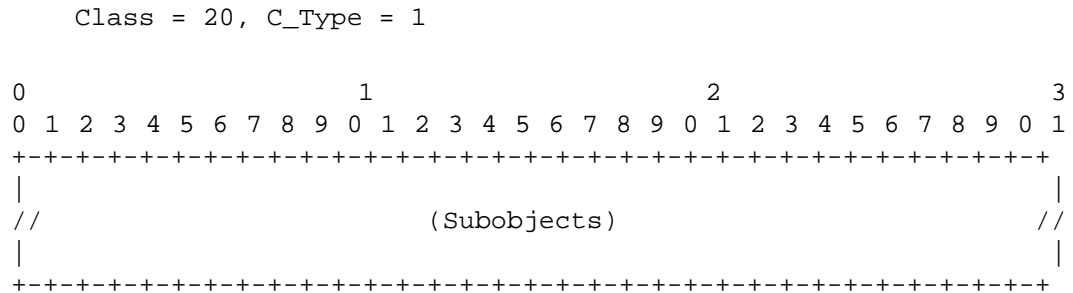 Class = 20, C_Type = 1
0                   1                   2                   3
0 1 2 3 4 5 6 7 8 9 0 1 2 3 4 5 6 7 8 9 0 1 2 3 4 5 6 7 8 9 0 1
+-+-+-+-+-+-+-+-+-+-+-+-+-+-+-+-+-+-+-+-+-+-+-+-+-+-+-+-+-+-+-+
|                                                             |
//                       (Subobjects)                        //
|                                                             |
+-+-+-+-+-+-+-+-+-+-+-+-+-+-+-+-+-+-+-+-+-+-+-+-+-+-+-+-+-+-+-+